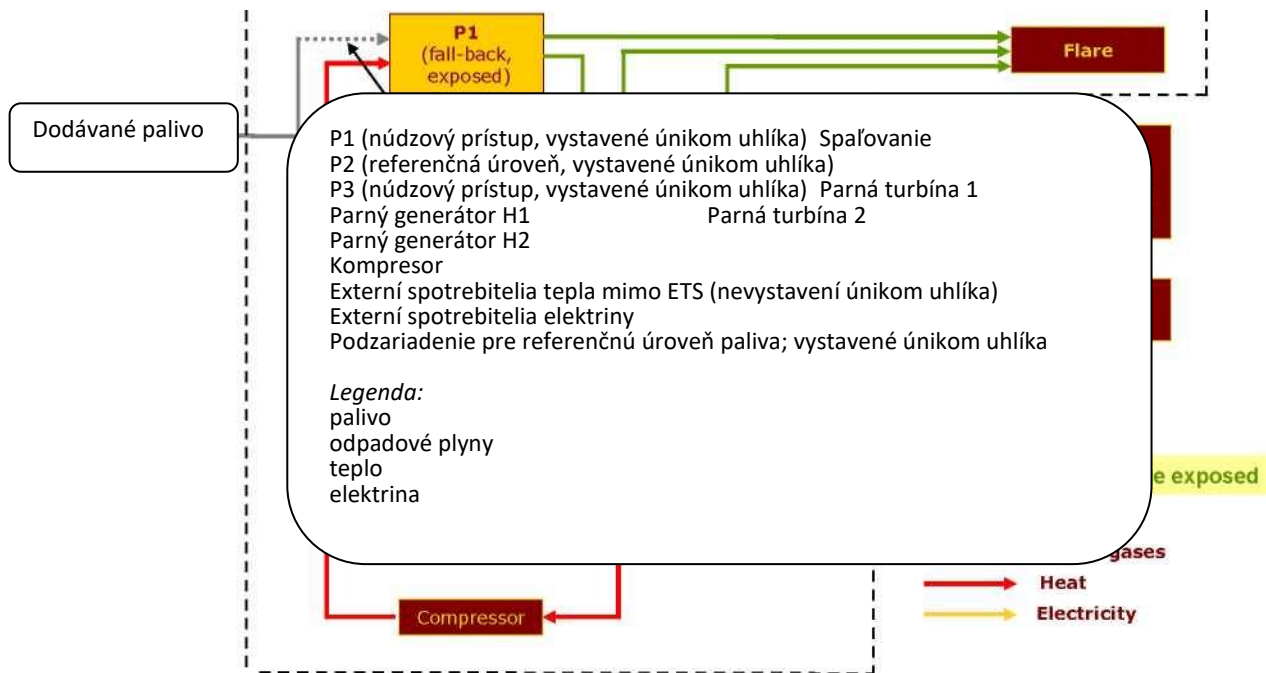 P1
(fall-back,
exposed)
Flare
Dodávané palivo
P1 (núdzový prístup, vystavené únikom uhlíka) Spaľovanie
P2 (referenčná úroveň, vystavené únikom uhlíka)
P3 (núdzový prístup, vystavené únikom uhlíka) Parná turbína 1
Parný generátor H1 Parná turbína 2
Parný generátor H2
Kompresor
Externí spotrebitelia tepla mimo ETS (nevystavení únikom uhlíka)
Externí spotrebitelia elektriny
Podzariadenie pre referenčnú úroveň paliva; vystavené únikom uhlíka
Legenda:
palivo
odpadové plyny
teplo
elektrina
e exposed
gases
Heat
Electricity
Compressor